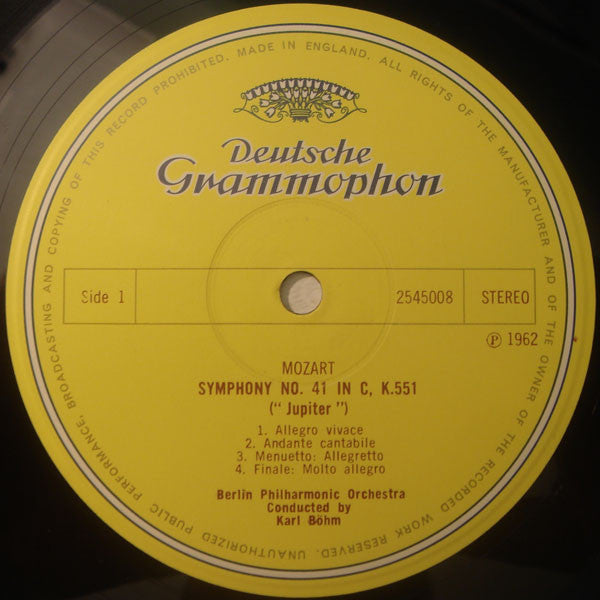 ALL RIGHTS OF THE MANUFACTURER AND OF THE OWNER OF THE RECORDED WORK RESERVED. UNAUTHORIZED PUBLIC PERFORMANCE, BROADCASTING AND COPYING OF THIS RECORD PROHIBITED. MADE IN ENGLAND.
Deutsche
Grammophon
Side 1 2545008 STEREO
Ⓟ 1962
MOZART
SYMPHONY NO. 41 IN C, K.551
(“ Jupiter ”)
1. Allegro vivace
2. Andante cantabile
3. Menuetto: Allegretto
4. Finale: Molto allegro
Berlin Philharmonic Orchestra
Conducted by
Karl Böhm